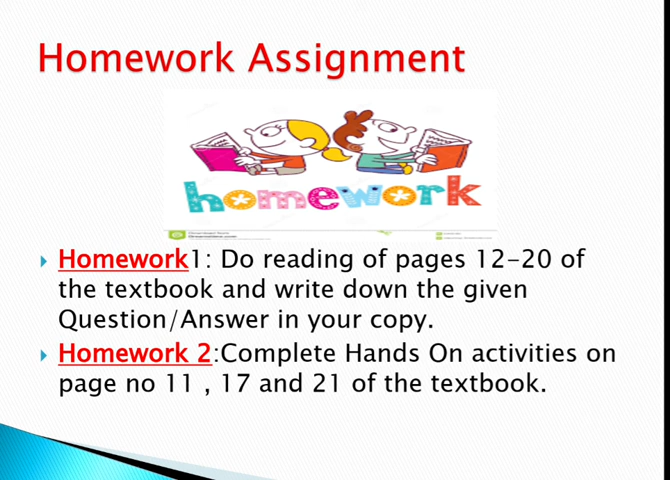 Homework Assignment
homework
Homework1: Do reading of pages 12-20 of
the textbook and write down the given
Question/Answer in your copy.
Homework 2:Complete Hands On activities on
page no 11 , 17 and 21 of the textbook.